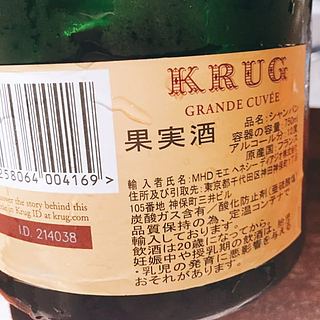 KRUG
GRANDE CUVÉE
果実酒
品名:シャンパン
容器の容量:750ml
アルコール分:12度
原産国:フランス
輸入者氏名:MHD モエ ヘネシー ディアジオ株式会社
住所及び引取先:東京都千代田区神田神保町1丁目
105番地 神保町三井ビル
炭酸ガス含有/酸化防止剤(亜硫酸塩)
品質保持の為、定温コンテナで
輸入しております。
飲酒は20歳になってから。
妊娠中や授乳期の飲酒は、
・乳児の発育に悪影響を与える
おそれがあります。
258064 004169
cover the story behind this
Krug.ID at krug.com
I.D. 214038